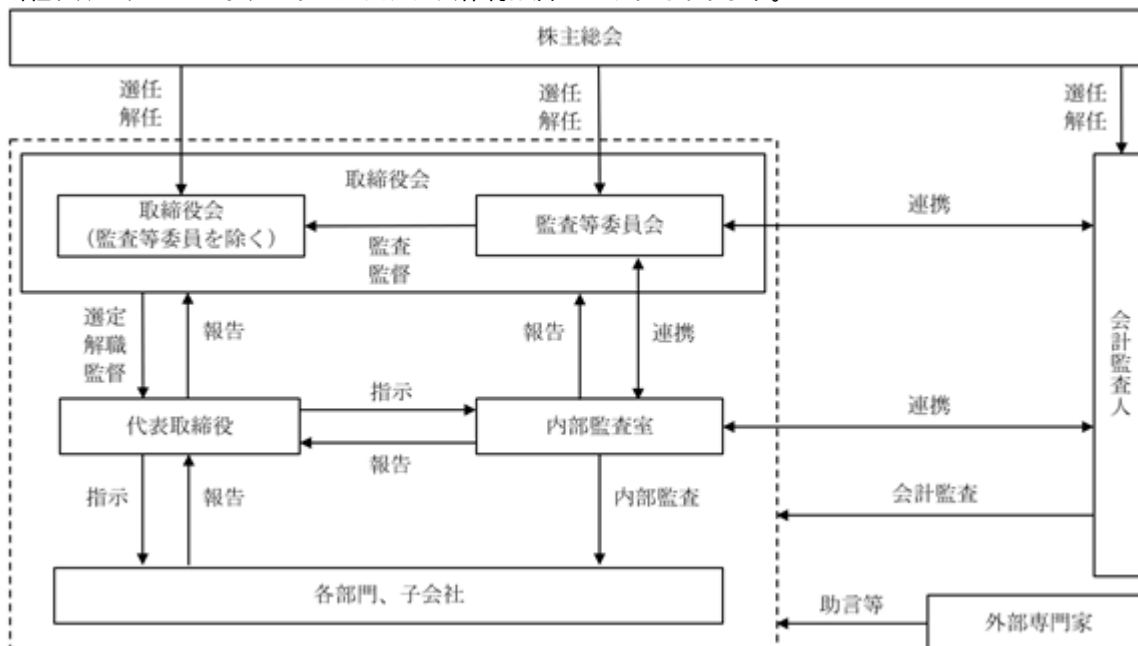 株主総会
選任
解任
選任
解任
選任
解任
取締役会
取締役会
(監査等委員を除く)
監査等委員会
連携
監査
監督
選定
解職
監督
報告
報告
連携
会計監査人
指示
代表取締役
内部監査室
連携
報告
指示
報告
内部監査
会計監査
各部門、子会社
助言等
外部専門家